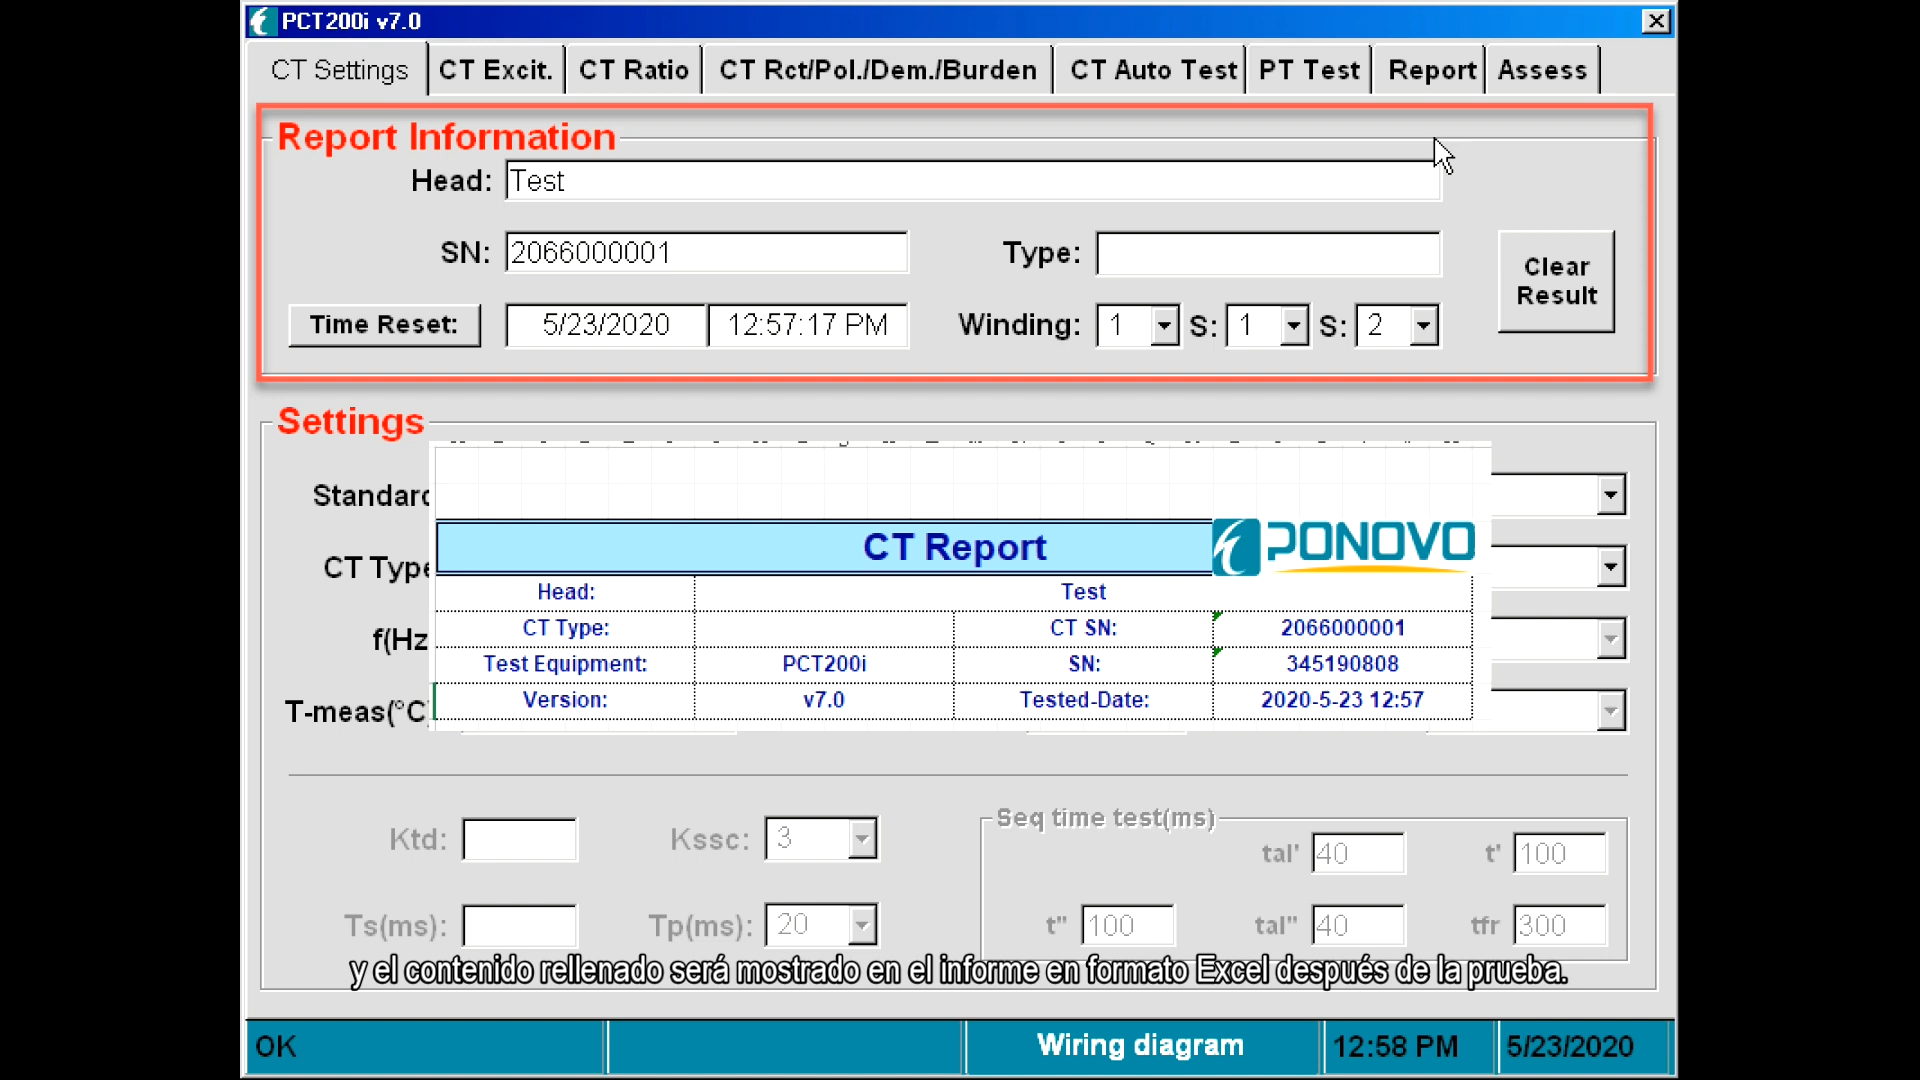 PCT200i v7.0
CT Settings CT Excit. CT Ratio CT Rct/Pol./Dem./Burden CT Auto Test PT Test Report Assess
Report Information
Head: Test
SN: 2066000001 Type:
Clear Result
Time Reset: 5/23/2020 12:57:17 PM Winding: 1 S: 1 S: 2
Settings
Standard
CT Report PONOVO
CT Type
Head: Test
CT Type: CT SN: 2066000001
f(Hz
Test Equipment: PCT200i SN: 345190808
Version: v7.0 Tested-Date: 2020-5-23 12:57
T-meas(°C)
Seq time test(ms)
Ktd: Kssc: 3 tal' 40 t' 100
Ts(ms): Tp(ms): 20 t" 100 tal" 40 tfr 300
y el contenido rellenado será mostrado en el informe en formato Excel después de la prueba.
OK Wiring diagram 12:58 PM 5/23/2020